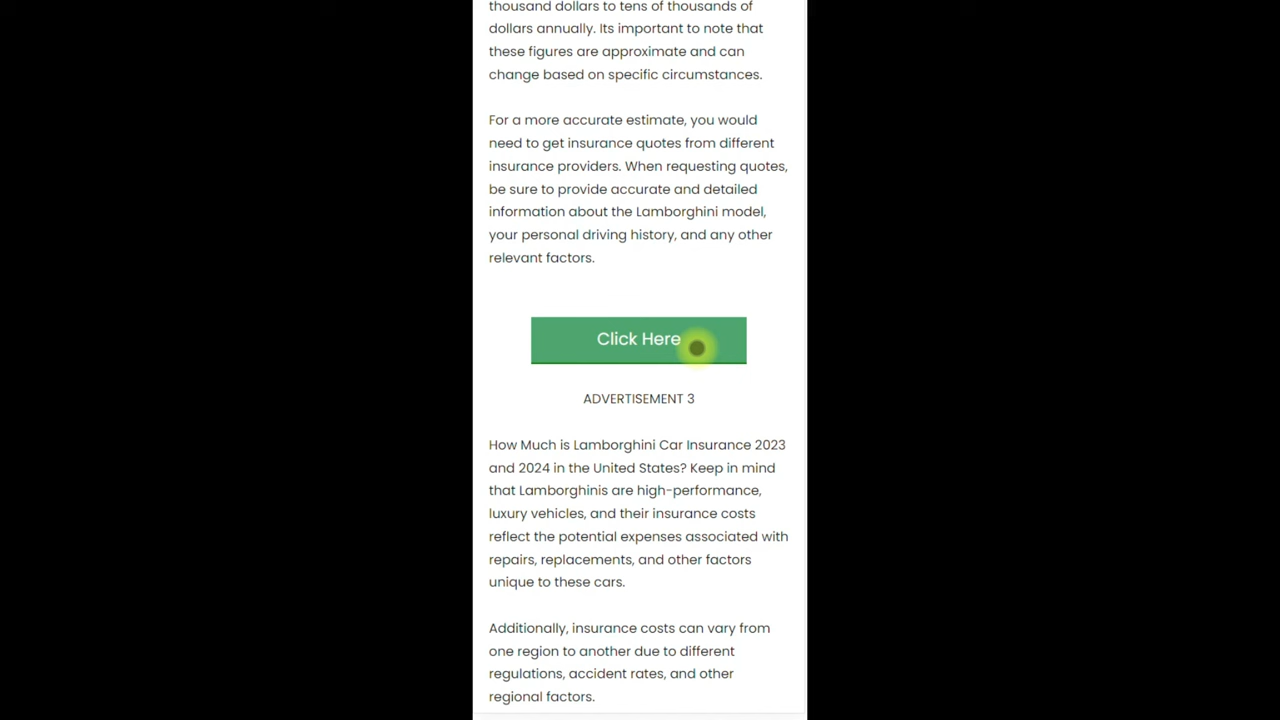 thousand dollars to tens of thousands of
dollars annually. Its important to note that
these figures are approximate and can
change based on specific circumstances.
For a more accurate estimate, you would
need to get insurance quotes from different
insurance providers. When requesting quotes,
be sure to provide accurate and detailed
information about the Lamborghini model,
your personal driving history, and any other
relevant factors.
Click Here
ADVERTISEMENT 3
How Much is Lamborghini Car Insurance 2023
and 2024 in the United States? Keep in mind
that Lamborghinis are high-performance,
luxury vehicles, and their insurance costs
reflect the potential expenses associated with
repairs, replacements, and other factors
unique to these cars.
Additionally, insurance costs can vary from
one region to another due to different
regulations, accident rates, and other
regional factors.